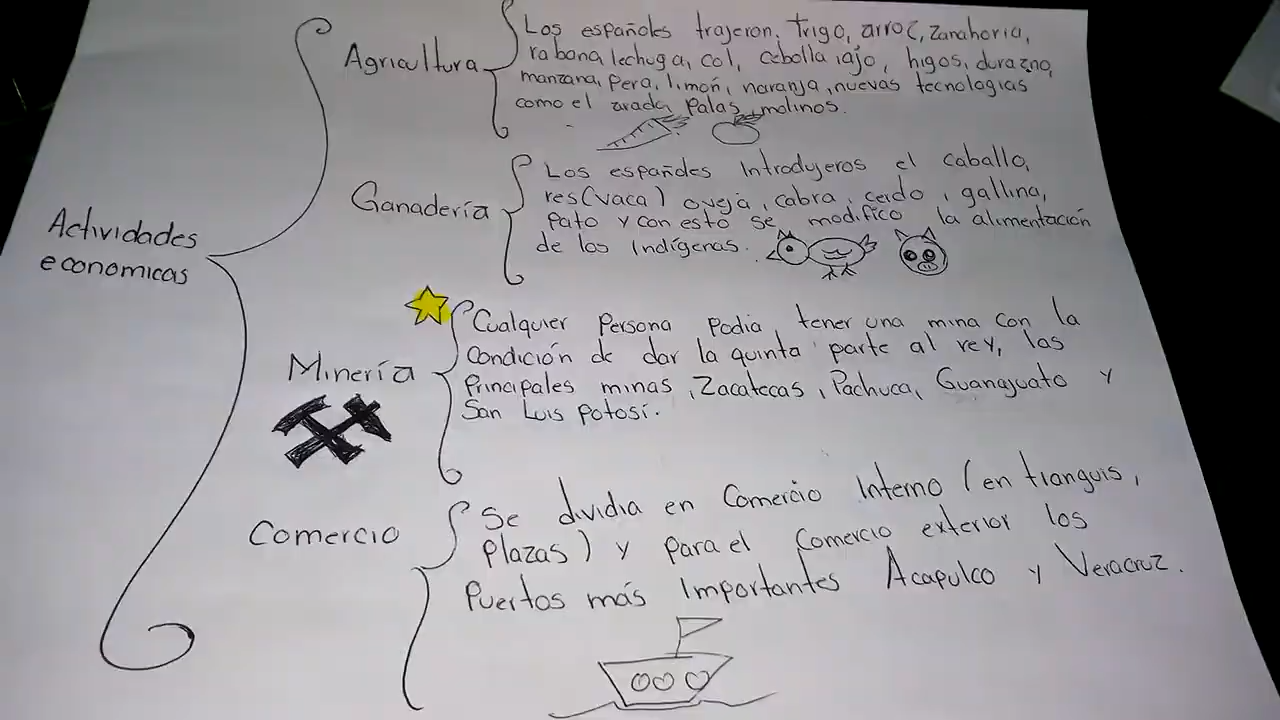 Actividades
economicas
Agricultura
Los españoles trajeron, Trigo, arroz, Zanahoria,
rabano, lechuga, col, cebolla, ajo, higos, durazno,
manzana, pera, limón, naranja, nuevas tecnologias
como el arado, palas, molinos.
Ganadería
Los españoles Introdujeros el caballo,
res(vaca) oveja, cabra, cerdo, gallina,
pato y con esto se modifico la alimentación
de los Indígenas.
Minería
Cualquier Persona Podia, tener una mina con la
Condición de dar la quinta parte al rey, las
Principales minas, Zacatecas, Pachuca, Guanajuato y
San Luis potosí.
Comercio
Se dividia en Comercio Interno (en tianguis,
plazas) y para el Comercio exterior los
Puertos más Importantes Acapulco y Veracruz.